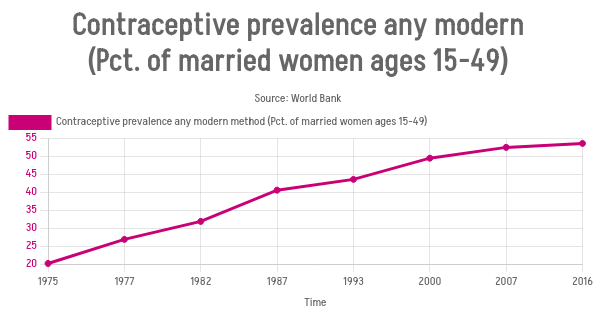 Contraceptive prevalence any modern
(Pct. of married women ages 15-49)
Source: World Bank
Contraceptive prevalence any modern method (Pct. of married women ages 15-49)
55
50
45
40
35
30
25
20
1975 1977 1982 1987 1993 2000 2007 2016
Time